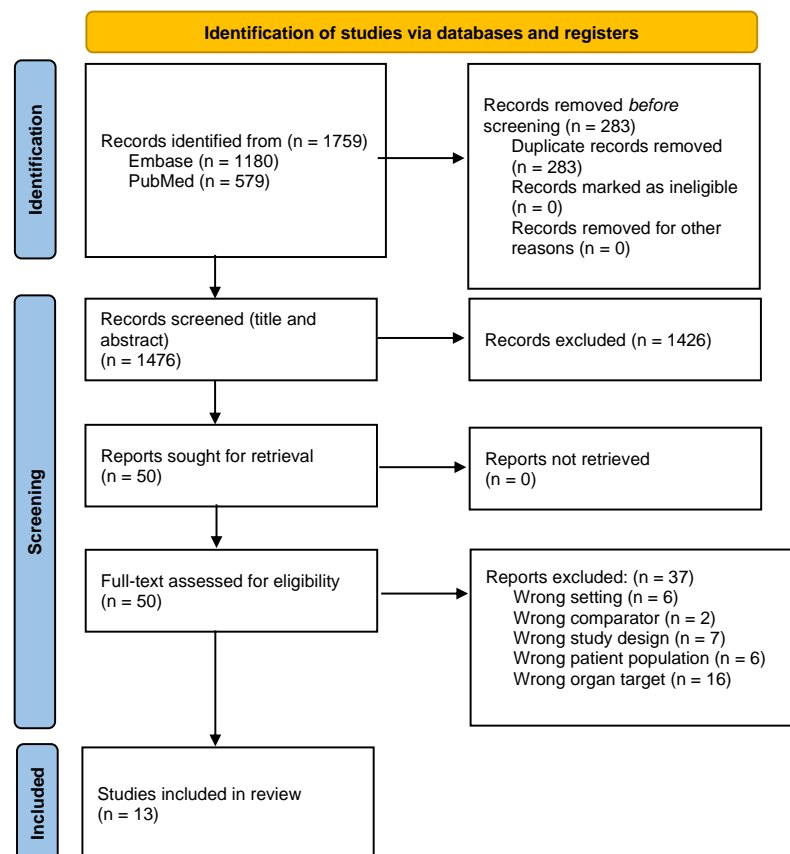 Identification of studies via databases and registers
Identification
Records identified from (n = 1759)
Embase (n = 1180)
PubMed (n = 579)
Records removed before
screening (n = 283)
Duplicate records removed
(n = 283)
Records marked as ineligible
(n = 0)
Records removed for other
reasons (n = 0)
Screening
Records screened (title and
abstract)
(n = 1476)
Records excluded (n = 1426)
Reports sought for retrieval
(n = 50)
Reports not retrieved
(n = 0)
Full-text assessed for eligibility
(n = 50)
Reports excluded: (n = 37)
Wrong setting (n = 6)
Wrong comparator (n = 2)
Wrong study design (n = 7)
Wrong patient population (n = 6)
Wrong organ target (n = 16)
Included
Studies included in review
(n = 13)